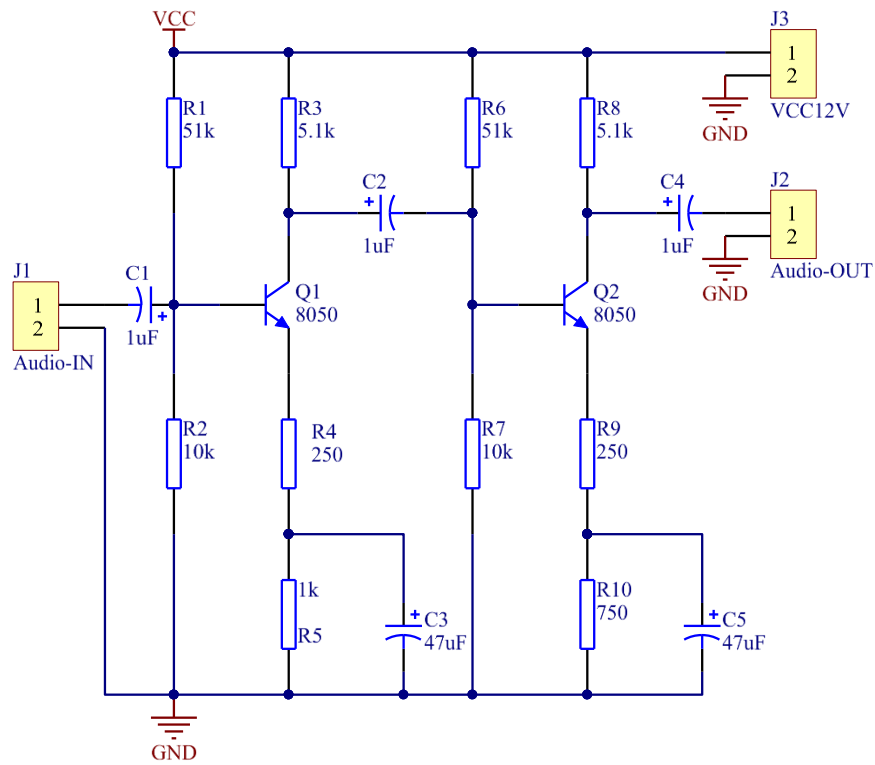 VCC
J3
1
2
VCC12V
GND
R1
51k
R3
5.1k
R6
51k
R8
5.1k
C2
+
1uF
C4
+
1uF
J2
1
2
Audio-OUT
GND
J1
1
2
Audio-IN
C1
+
1uF
Q1
8050
Q2
8050
R2
10k
R4
250
R7
10k
R9
250
1k
R5
+
C3
47uF
R10
750
+
C5
47uF
GND